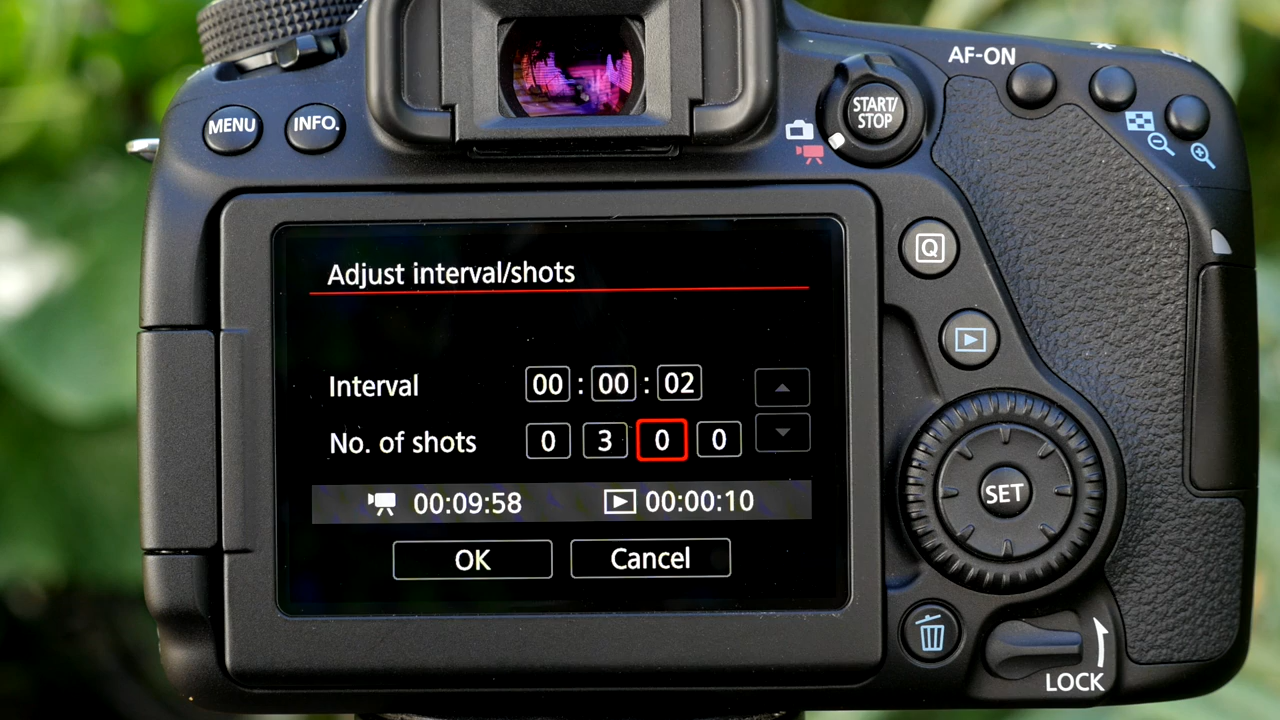 AF-ON
MENU
INFO.
START/
STOP
Q
Adjust interval/shots
Interval 00 : 00 : 02
No. of shots 0 3 0 0
00:09:58 00:00:10
OK Cancel
SET
LOCK